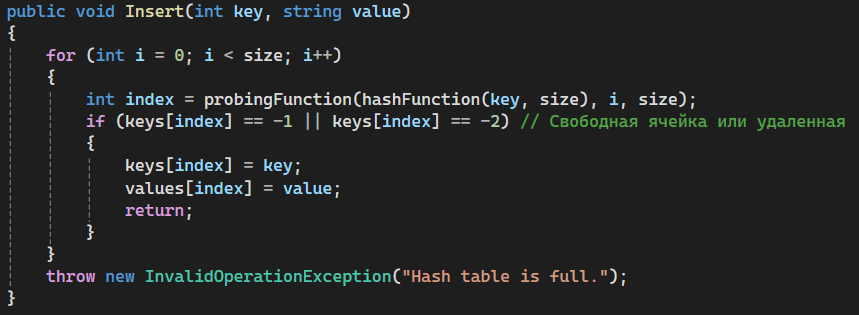 public void Insert(int key, string value)
{
    for (int i = 0; i < size; i++)
    {
        int index = probingFunction(hashFunction(key, size), i, size);
        if (keys[index] == -1 || keys[index] == -2) // Свободная ячейка или удаленная
        {
            keys[index] = key;
            values[index] = value;
            return;
        }
    }
    throw new InvalidOperationException("Hash table is full.");
}